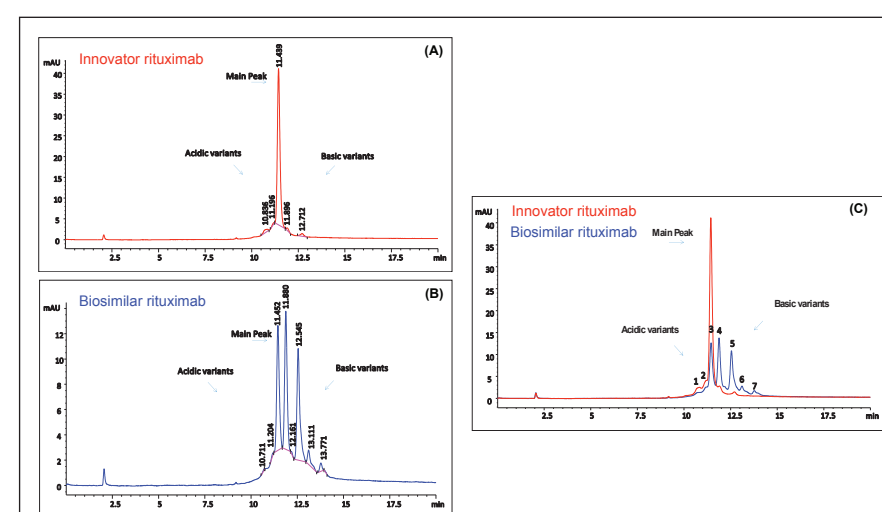 (A)
Innovator rituximab
mAU
Main Peak
11.439
Acidic variants
Basic variants
10.836
11.196
11.896
12.712
40
35
30
25
20
15
10
5
0
2.5 5 7.5 10 12.5 15 17.5 min
(B)
Biosimilar rituximab
mAU
Main Peak
11.452
11.880
12.545
Acidic variants
Basic variants
10.711
11.204
12.161
13.111
13.771
12
10
8
6
4
2
0
2.5 5 7.5 10 12.5 15 17.5 min
(C)
Innovator rituximab
Biosimilar rituximab
mAU
Main Peak
Acidic variants
Basic variants
1 2 3 4 5 6 7
40
35
30
25
20
15
10
5
0
2.5 5 7.5 10 12.5 15 17.5 min